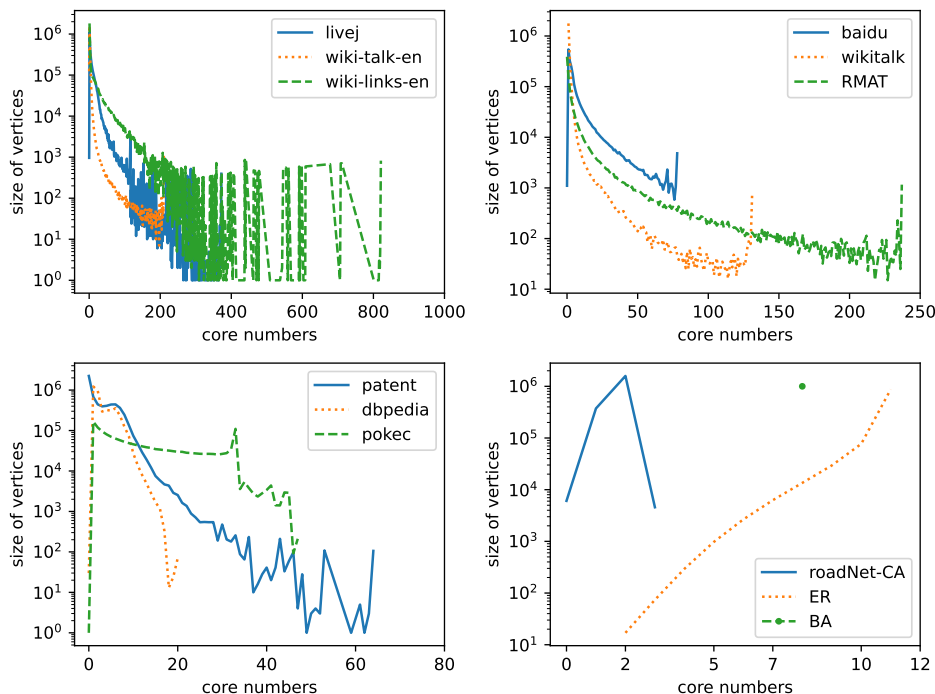 10^6
10^5
10^4
10^3
10^2
10^1
10^0
size of vertices
livej
wiki-talk-en
wiki-links-en
0 200 400 600 800 1000
core numbers
10^6
10^5
10^4
10^3
10^2
10^1
size of vertices
baidu
wikitalk
RMAT
0 50 100 150 200 250
core numbers
10^6
10^5
10^4
10^3
10^2
10^1
10^0
size of vertices
patent
dbpedia
pokec
0 20 40 60 80
core numbers
10^6
10^5
10^4
10^3
10^2
10^1
size of vertices
roadNet-CA
ER
BA
0 2 5 7 10 12
core numbers